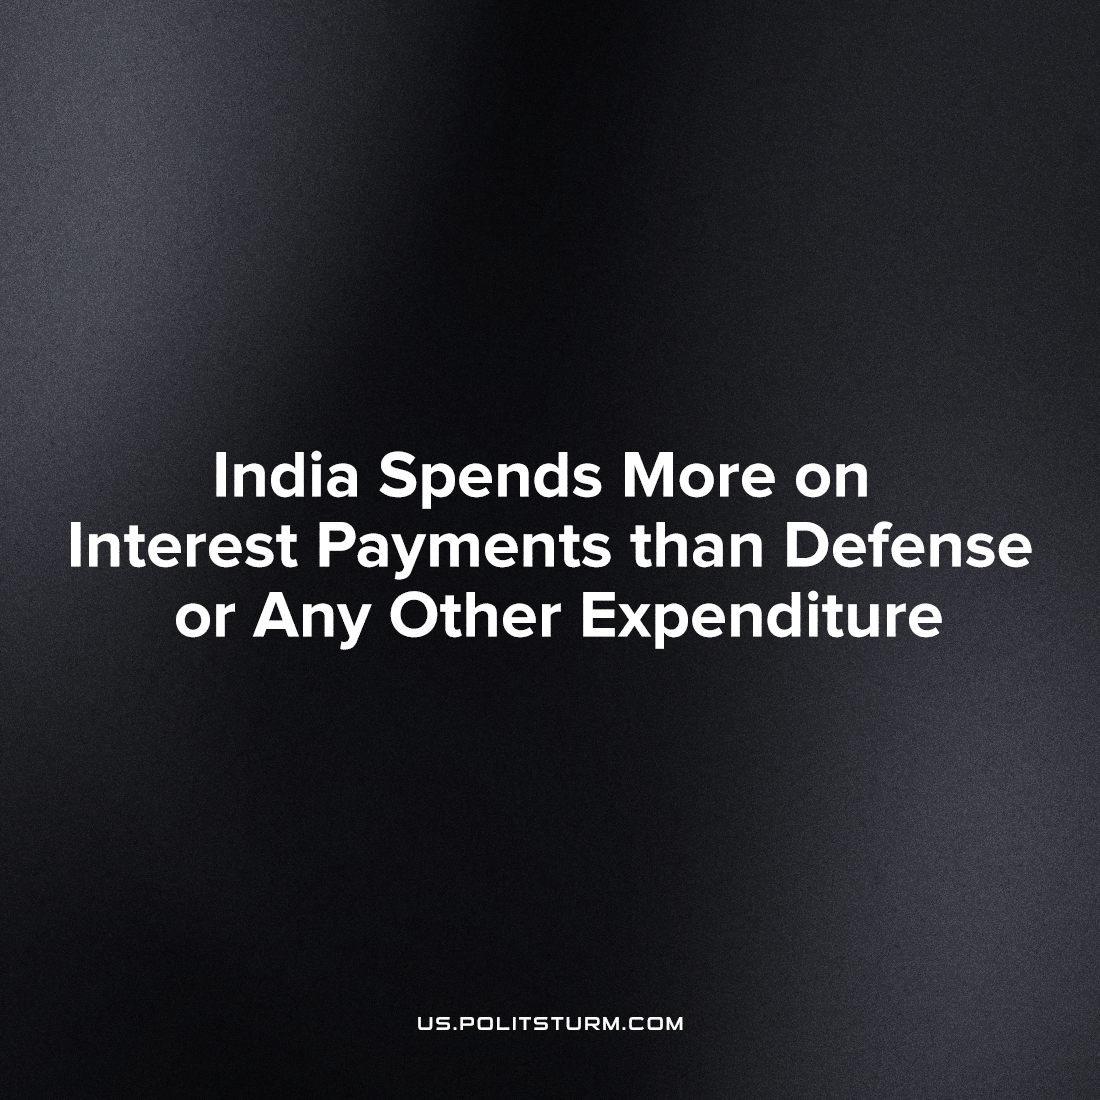 India Spends More on
Interest Payments than Defense
or Any Other Expenditure
US.POLITSTURM.COM